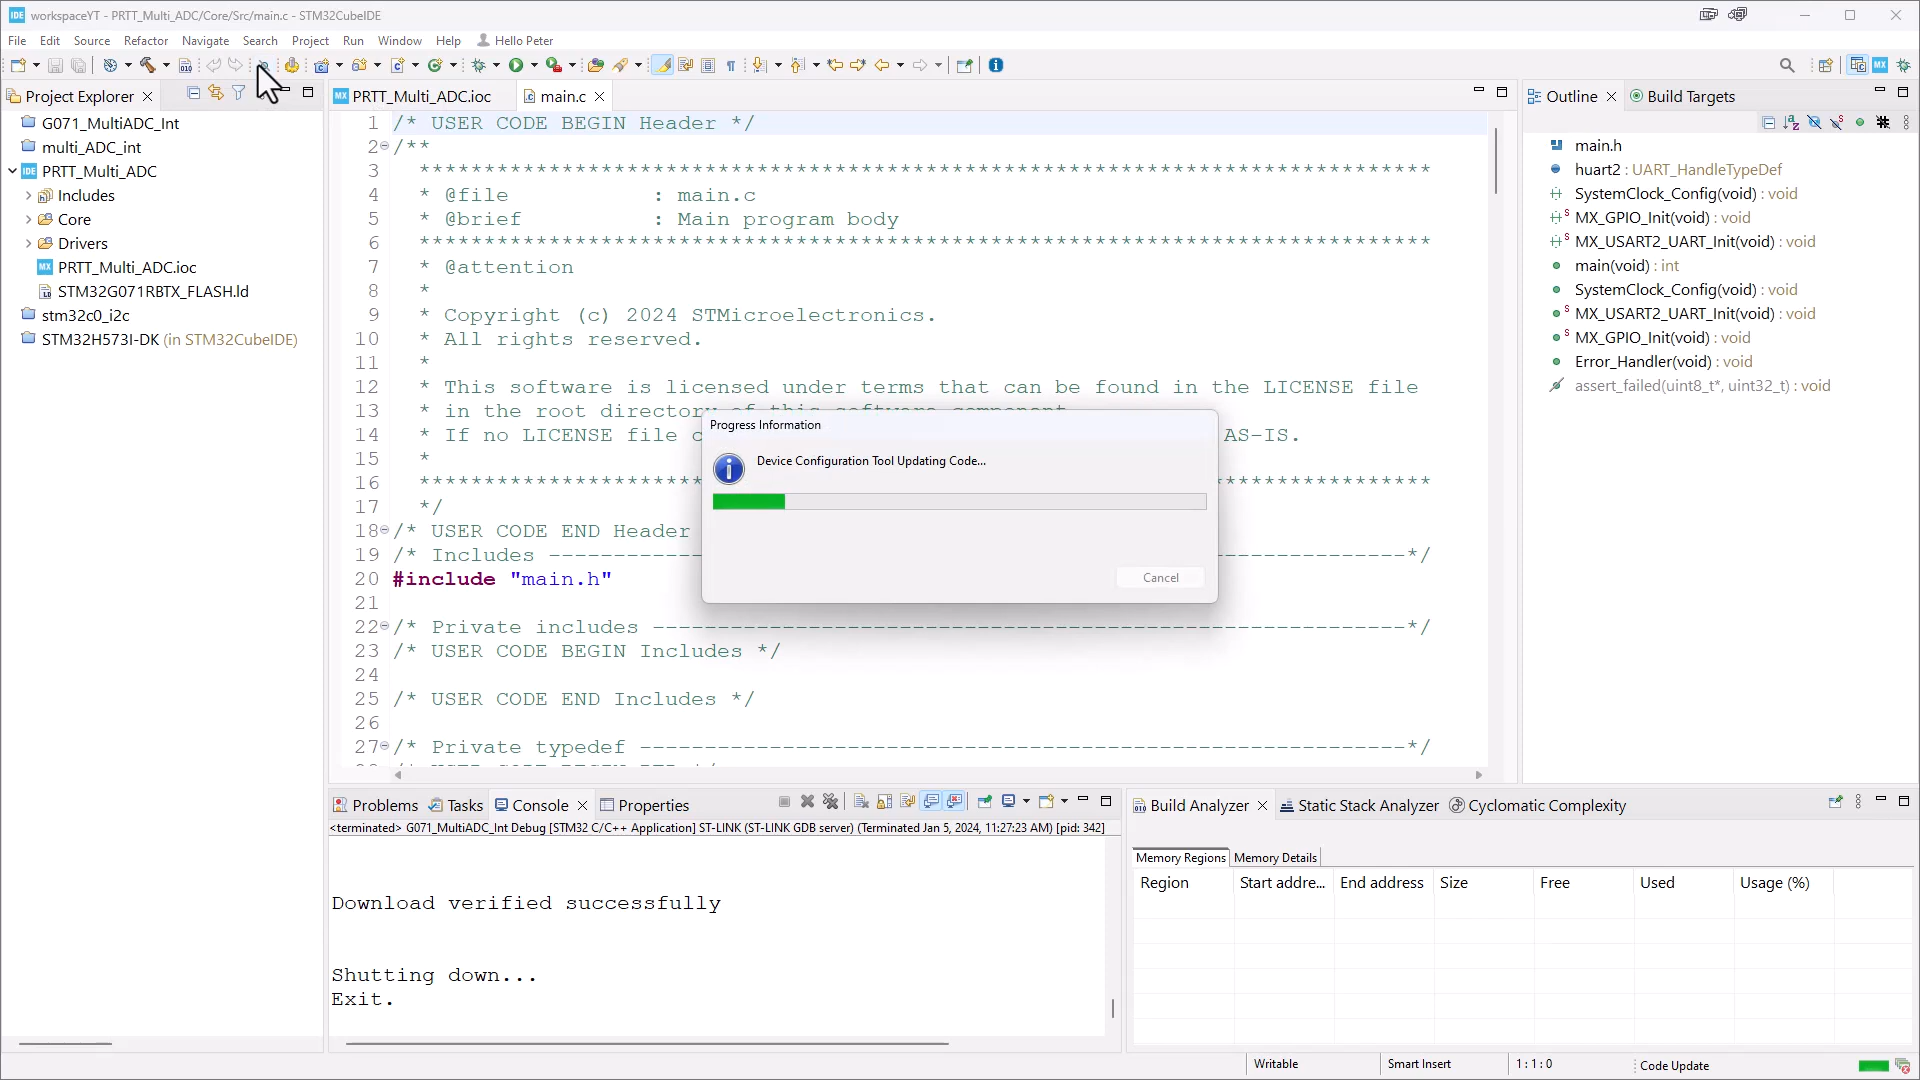 workspaceYT - PRTT_Multi_ADC/Core/Src/main.c - STM32CubeIDE
File Edit Source Refactor Navigate Search Project Run Window Help Hello Peter
Project Explorer
G071_MultiADC_Int
multi_ADC_int
PRTT_Multi_ADC
Includes
Core
Drivers
PRTT_Multi_ADC.ioc
STM32G071RBTX_FLASH.ld
stm32c0_i2c
STM32H573I-DK (in STM32CubeIDE)
PRTT_Multi_ADC.ioc main.c
1 /* USER CODE BEGIN Header */
2 /**
3 ******************************************************************************
4 * @file : main.c
5 * @brief : Main program body
6 ******************************************************************************
7 * @attention
8 *
9 * Copyright (c) 2024 STMicroelectronics.
10 * All rights reserved.
11 *
12 * This software is licensed under terms that can be found in the LICENSE file
13 * in the root directory of this software component
14 * If no LICENSE file c AS-IS.
15 *
16 ******************************************************************************
17 */
18 /* USER CODE END Header
19 /* Includes ------------------------------------------------------------------*/
20 #include "main.h"
21
22 /* Private includes ----------------------------------------------------------*/
23 /* USER CODE BEGIN Includes */
24
25 /* USER CODE END Includes */
26
27 /* Private typedef -----------------------------------------------------------*/
Progress Information
Device Configuration Tool Updating Code...
Cancel
Outline Build Targets
main.h
huart2 : UART_HandleTypeDef
SystemClock_Config(void) : void
MX_GPIO_Init(void) : void
MX_USART2_UART_Init(void) : void
main(void) : int
SystemClock_Config(void) : void
MX_USART2_UART_Init(void) : void
MX_GPIO_Init(void) : void
Error_Handler(void) : void
assert_failed(uint8_t*, uint32_t) : void
Problems Tasks Console Properties
<terminated> G071_MultiADC_Int Debug [STM32 C/C++ Application] ST-LINK (ST-LINK GDB server) (Terminated Jan 5, 2024, 11:27:23 AM) [pid: 342]
Download verified successfully
Shutting down...
Exit.
Build Analyzer Static Stack Analyzer Cyclomatic Complexity
Memory Regions Memory Details
Region Start addre... End address Size Free Used Usage (%)
Writable Smart Insert 1 : 1 : 0 Code Update